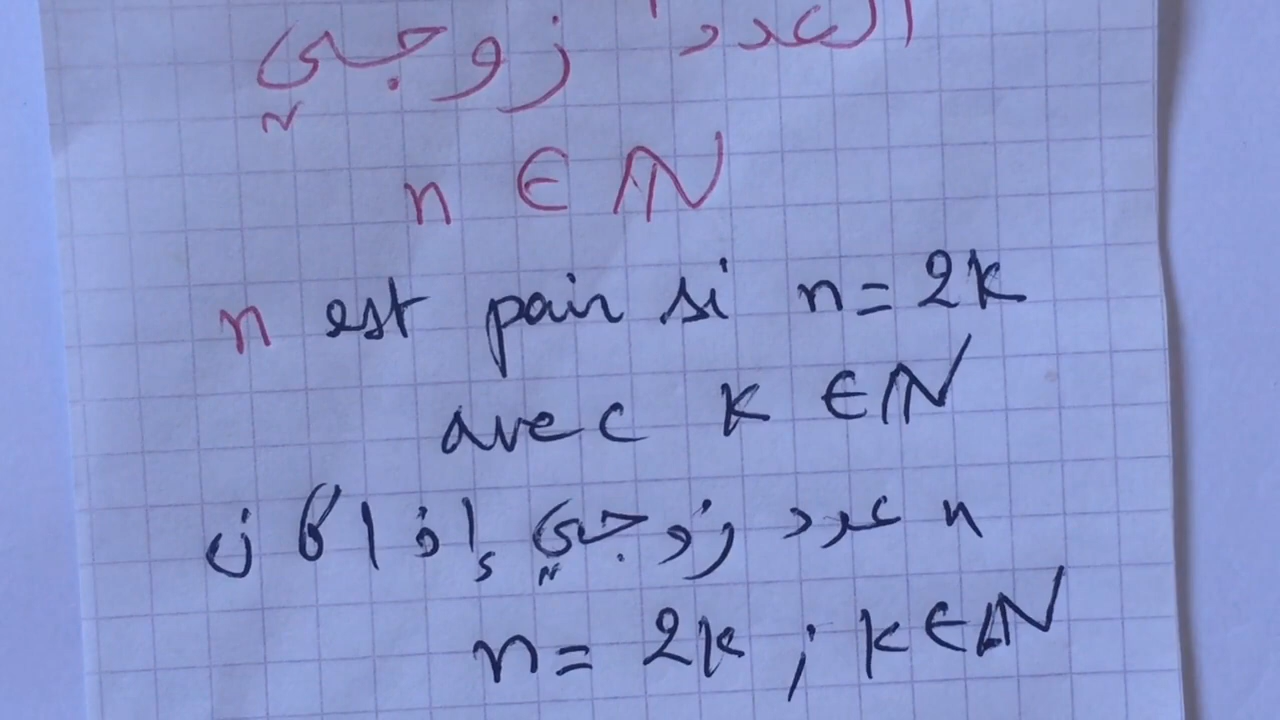 العدد زوجي
n ∈ ℕ
n est pair si n = 2k
avec k ∈ ℕ
n عدد زوجي إذا كان
n = 2k ; k ∈ ℕ